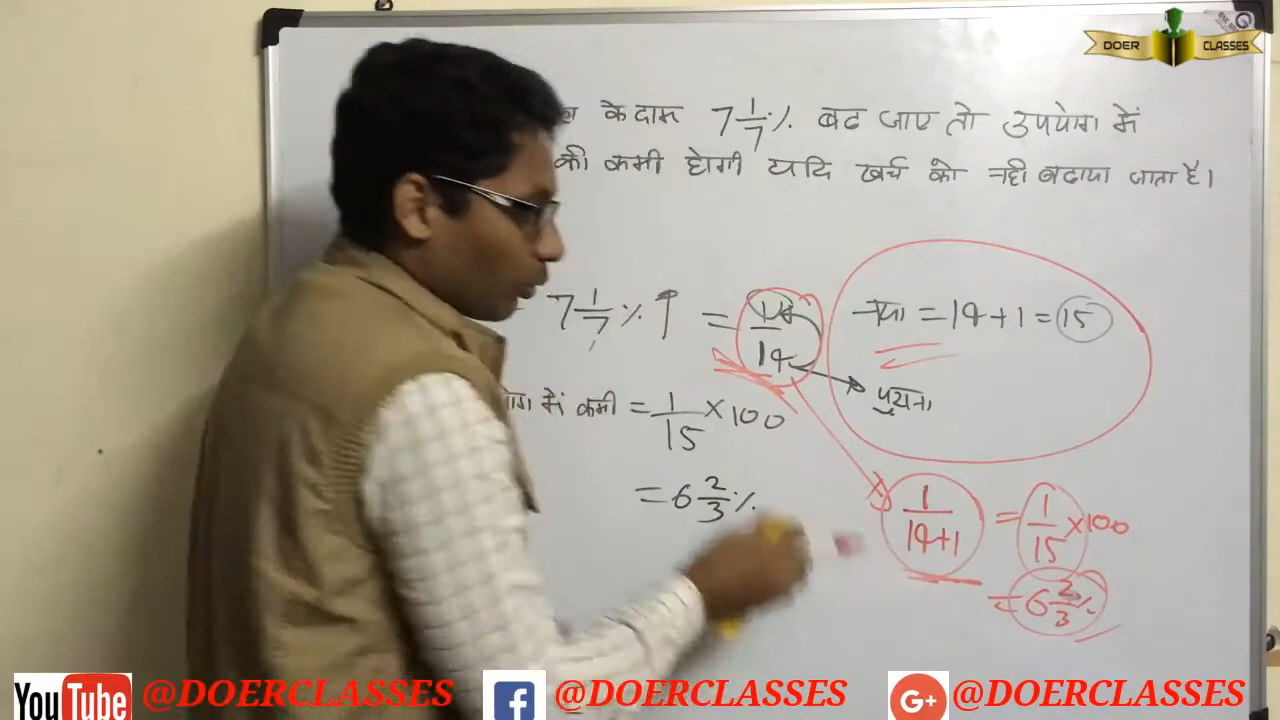 DOER CLASSES
के दाम 7 1/7 % बढ जाए तो उपयोग में
की कमी होगी यदि खर्च को नही बढाया जाता है।
7 1/7 % ↑ = 1/14
नया = 14+1 = 15
पुराना
में कमी = 1/15 × 100
= 6 2/3 %
1/14+1 = 1/15 × 100
= 6 2/3 %
YouTube @DOERCLASSES f @DOERCLASSES G+ @DOERCLASSES